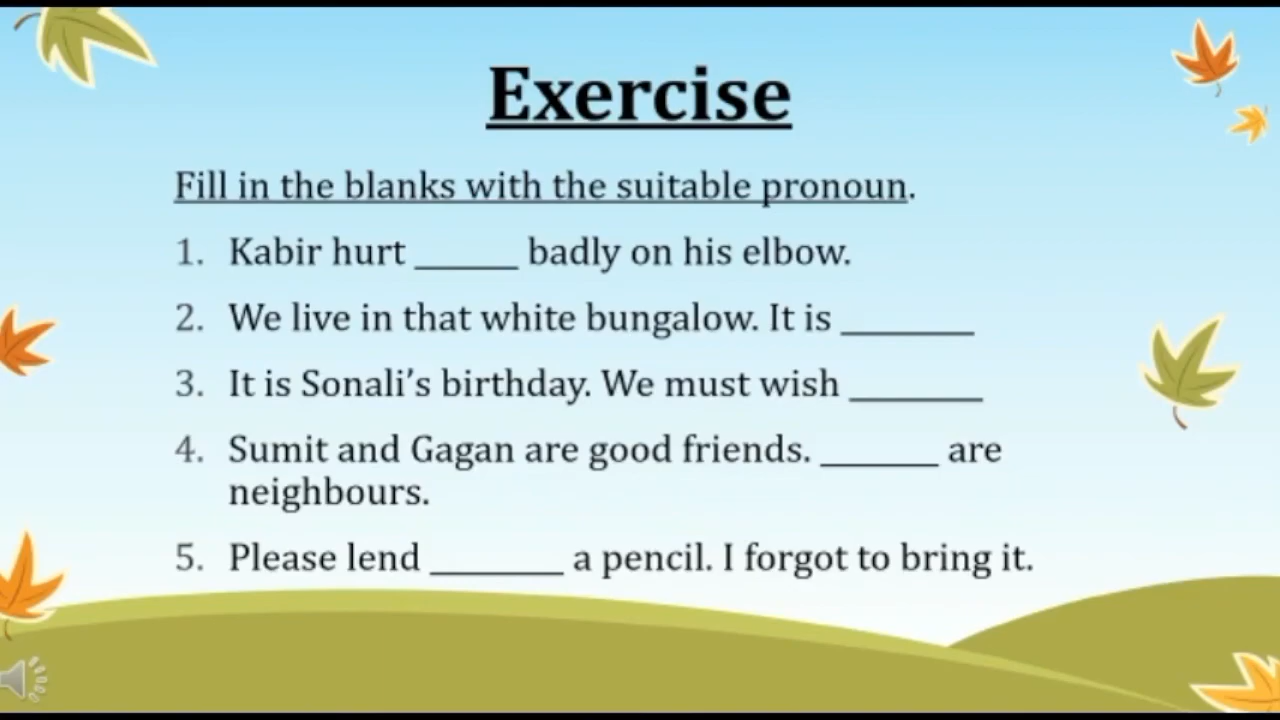 Exercise
Fill in the blanks with the suitable pronoun.
1. Kabir hurt ______ badly on his elbow.
2. We live in that white bungalow. It is ________
3. It is Sonali’s birthday. We must wish ________
4. Sumit and Gagan are good friends. _______ are
neighbours.
5. Please lend ________ a pencil. I forgot to bring it.